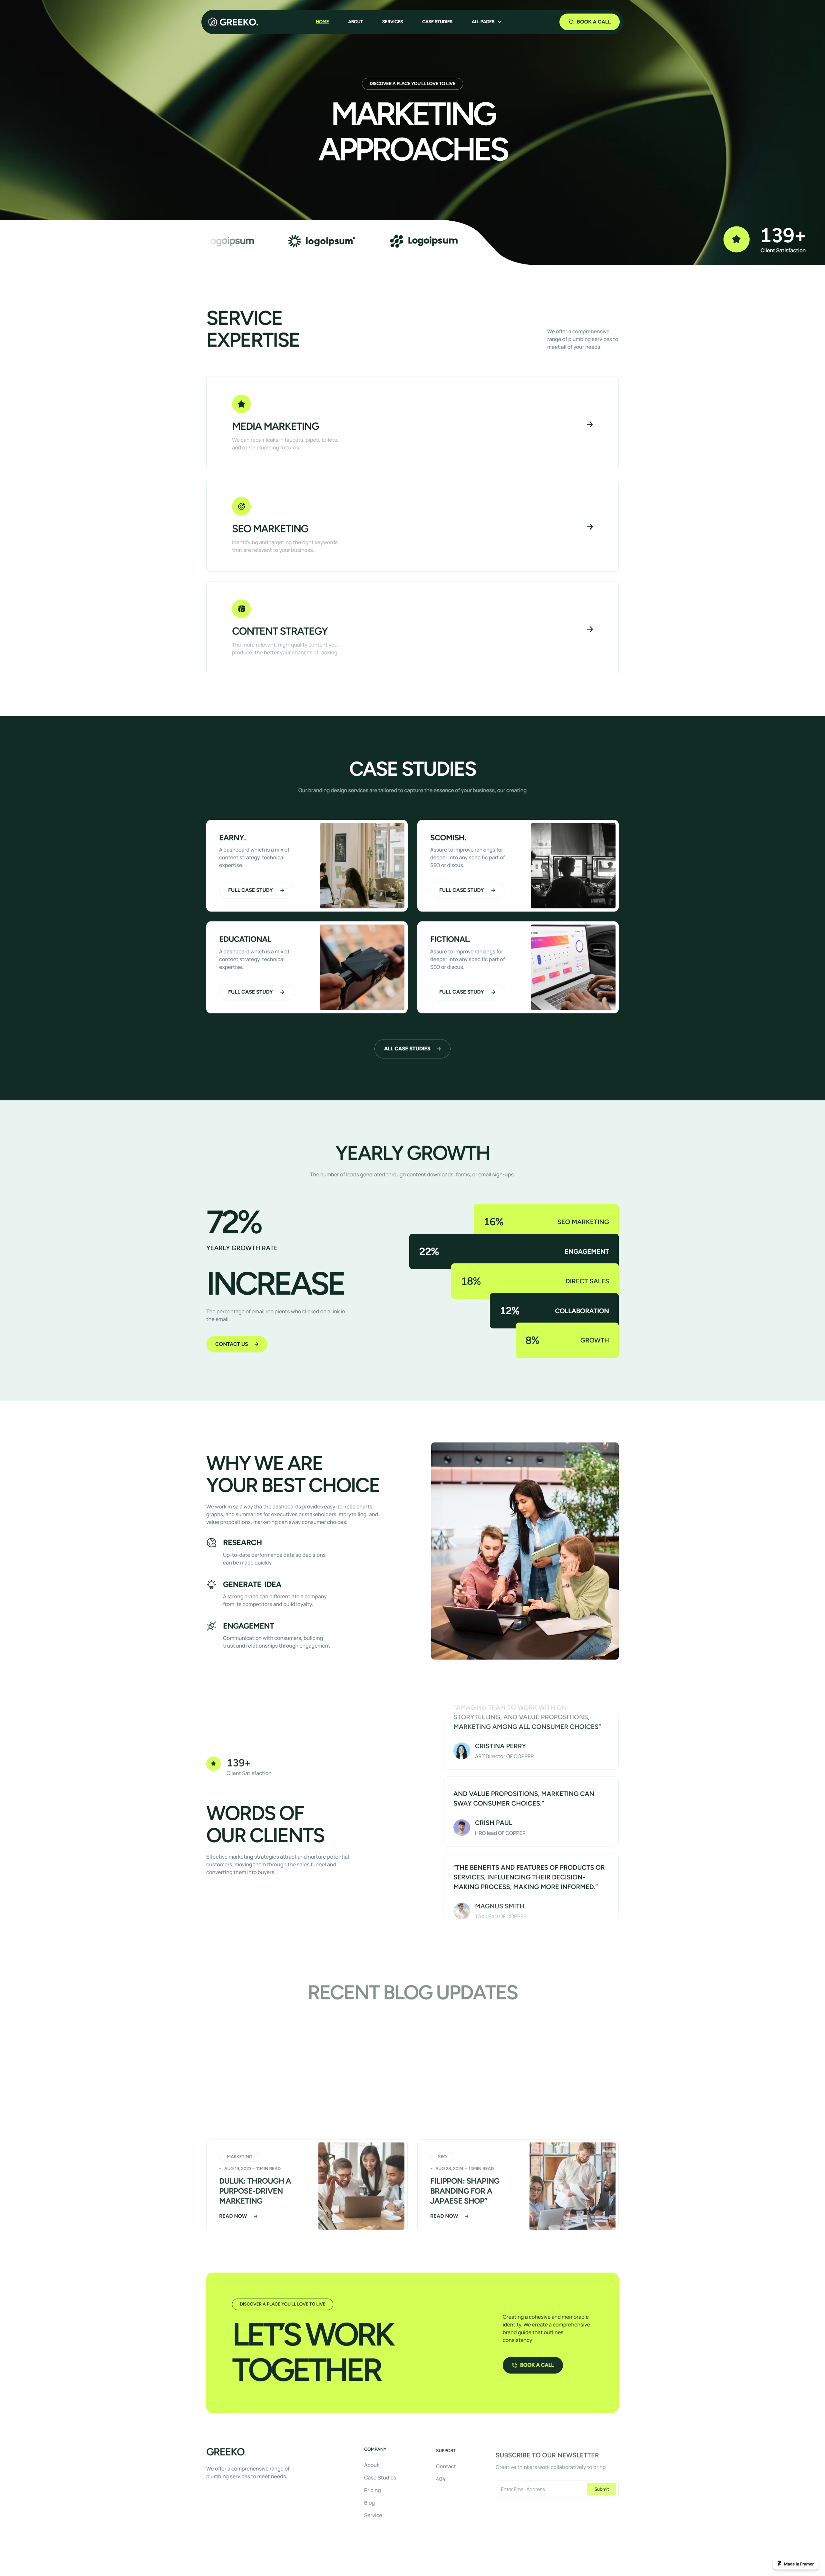 GREEKO.
HOME
ABOUT
SERVICES
CASE STUDIES
ALL PAGES
BOOK A CALL
DISCOVER A PLACE YOU'LL LOVE TO LIVE
MARKETING
APPROACHES
logoipsum
logoipsum
Logoipsum
139+
Client Satisfaction
SERVICE
EXPERTISE
We offer a comprehensive
range of plumbing services to
meet all of your needs.
MEDIA MARKETING
We can repair leaks in faucets, pipes, toilets,
and other plumbing fixtures.
SEO MARKETING
Identifying and targeting the right keywords
that are relevant to your business.
CONTENT STRATEGY
The more relevant, high-quality content you
produce, the better your chances of ranking
CASE STUDIES
Our branding design services are tailored to capture the essence of your business, our creating
EARNY.
A dashboard which is a mix of
content strategy, technical
expertise.
FULL CASE STUDY
SCOMISH.
Assure to improve rankings for
deeper into any specific part of
SEO or discus.
FULL CASE STUDY
EDUCATIONAL
A dashboard which is a mix of
content strategy, technical
expertise.
FULL CASE STUDY
FICTIONAL.
Assure to improve rankings for
deeper into any specific part of
SEO or discus.
FULL CASE STUDY
ALL CASE STUDIES
YEARLY GROWTH
The number of leads generated through content downloads, forms, or email sign-ups.
72%
YEARLY GROWTH RATE
INCREASE
The percentage of email recipients who clicked on a link in
the email.
CONTACT US
16%
SEO MARKETING
22%
ENGAGEMENT
18%
DIRECT SALES
12%
COLLABORATION
8%
GROWTH
WHY WE ARE
YOUR BEST CHOICE
We work in sa a way tha the dashboards provides easy-to-read charts,
graphs, and summaries for executives or stakeholders. storytelling, and
value propositions, marketing can sway consumer choices.
RESEARCH
Up-to-date performance data so decisions
can be made quickly.
GENERATE IDEA
A strong brand can differentiate a company
from its competitors and build loyalty.
ENGAGEMENT
Communication with consumers, building
trust and relationships through engagement
139+
Client Satisfaction
WORDS OF
OUR CLIENTS
Effective marketing strategies attract and nurture potential
customers, moving them through the sales funnel and
converting them into buyers.
"AMAGING TEAM TO WORK WITH ON
STORYTELLING, AND VALUE PROPOSITIONS,
MARKETING AMONG ALL CONSUMER CHOICES"
CRISTINA PERRY
ART Director OF COPPER
AND VALUE PROPOSITIONS, MARKETING CAN
SWAY CONSUMER CHOICES."
CRISH PAUL
HRO lead OF COPPER
"THE BENEFITS AND FEATURES OF PRODUCTS OR
SERVICES, INFLUENCING THEIR DECISION-
MAKING PROCESS, MAKING MORE INFORMED."
MAGNUS SMITH
LEAD OF COPPER
RECENT BLOG UPDATES
MARKETING
• AUG 19, 2023 – 11MIN READ
DULUK: THROUGH A
PURPOSE-DRIVEN
MARKETING
READ NOW
SEO
• AUG 28, 2024 – 14MIN READ
FILIPPON: SHAPING
BRANDING FOR A
JAPAESE SHOP"
READ NOW
DISCOVER A PLACE YOU'LL LOVE TO LIVE
LET'S WORK
TOGETHER
Creating a cohesive and memorable
identity. We create a comprehensive
brand guide that outlines
consistency
BOOK A CALL
GREEKO
We offer a comprehensive range of
plumbing services to meet needs.
COMPANY
About
Case Studies
Pricing
Blog
Service
SUPPORT
Contact
404
SUBSCRIBE TO OUR NEWSLETTER
Creative thinkers work collaboratively to bring
Enter Email Address
Submit
Made in Framer